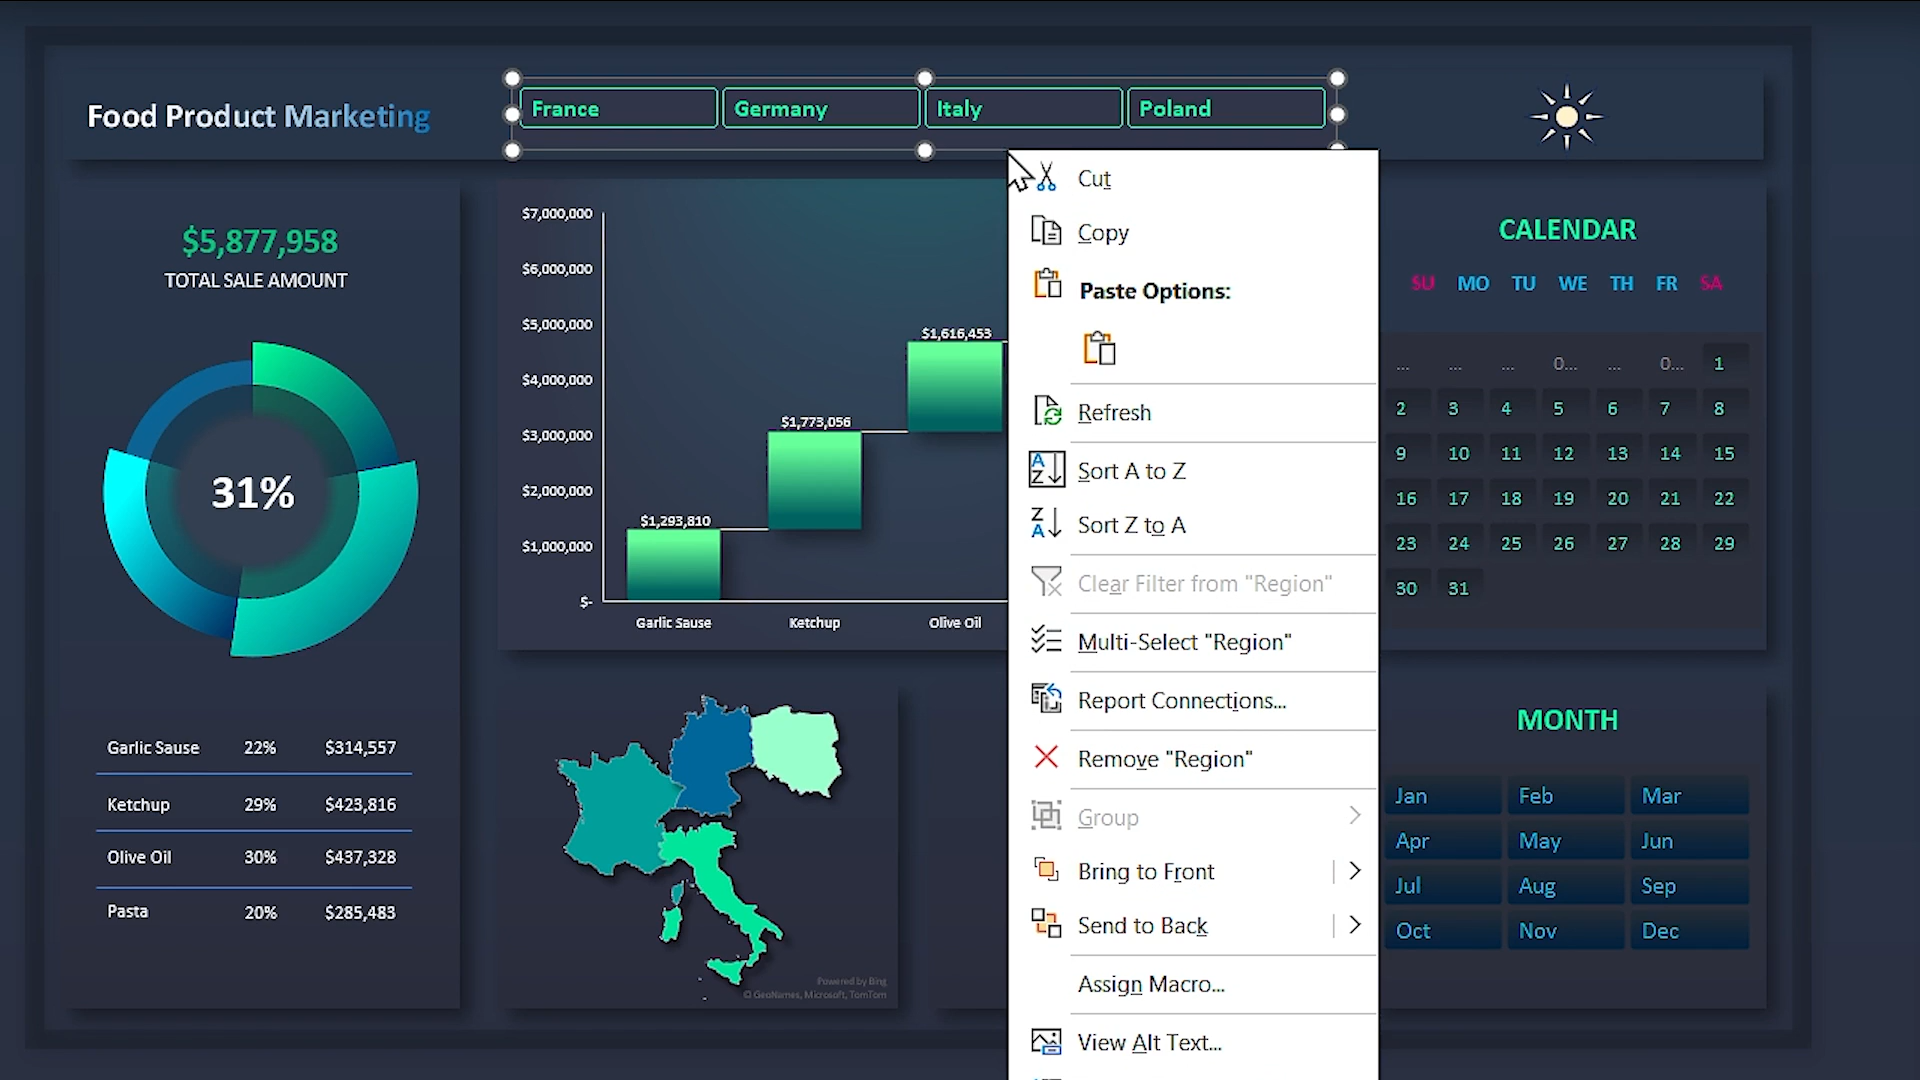 Food Product Marketing
France Germany Italy Poland
$5,877,958
TOTAL SALE AMOUNT
31%
Garlic Sause 22% $314,557
Ketchup 29% $423,816
Olive Oil 30% $437,328
Pasta 20% $285,483
$7,000,000
$6,000,000
$5,000,000
$4,000,000
$3,000,000
$2,000,000
$1,000,000
$-
$1,293,810
$1,773,056
$1,616,453
Garlic Sause Ketchup Olive Oil
Powered by Bing
© GeoNames, Microsoft, TomTom
Cut
Copy
Paste Options:
Refresh
Sort A to Z
Sort Z to A
Clear Filter from "Region"
Multi-Select "Region"
Report Connections...
Remove "Region"
Group
Bring to Front
Send to Back
Assign Macro...
View Alt Text...
CALENDAR
SU MO TU WE TH FR SA
... ... ... 0... ... 0... 1
2 3 4 5 6 7 8
9 10 11 12 13 14 15
16 17 18 19 20 21 22
23 24 25 26 27 28 29
30 31
MONTH
Jan Feb Mar
Apr May Jun
Jul Aug Sep
Oct Nov Dec